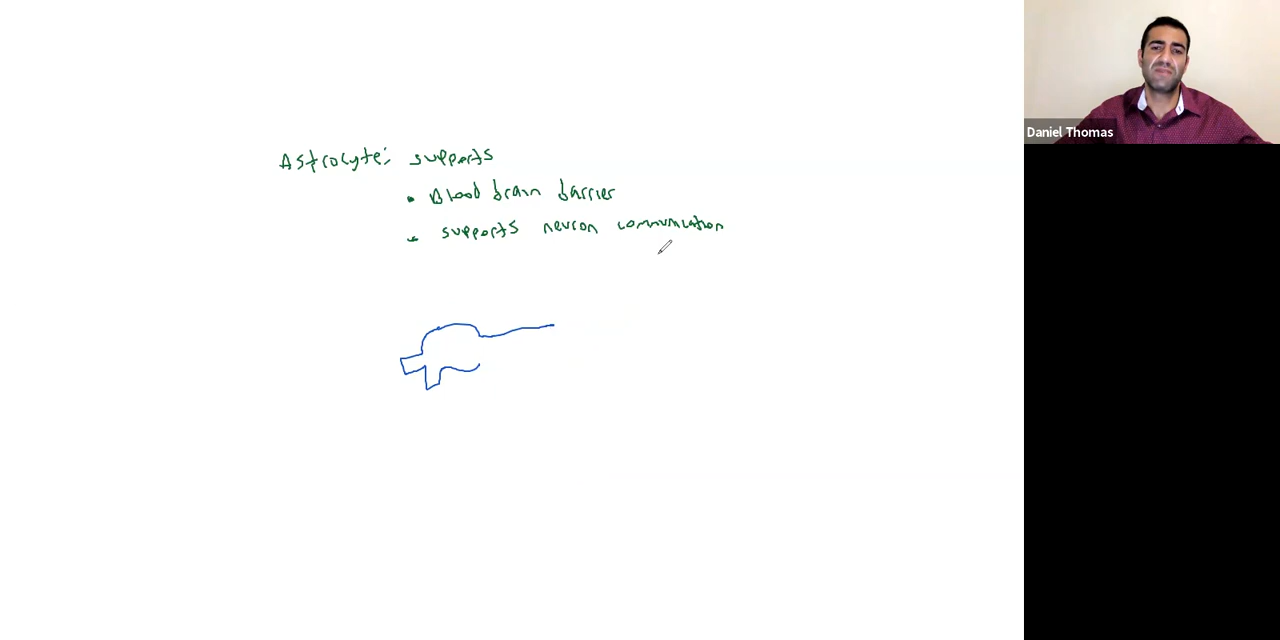 Astrocyte: supports
• Blood brain barrier
• supports neuron communication
Daniel Thomas